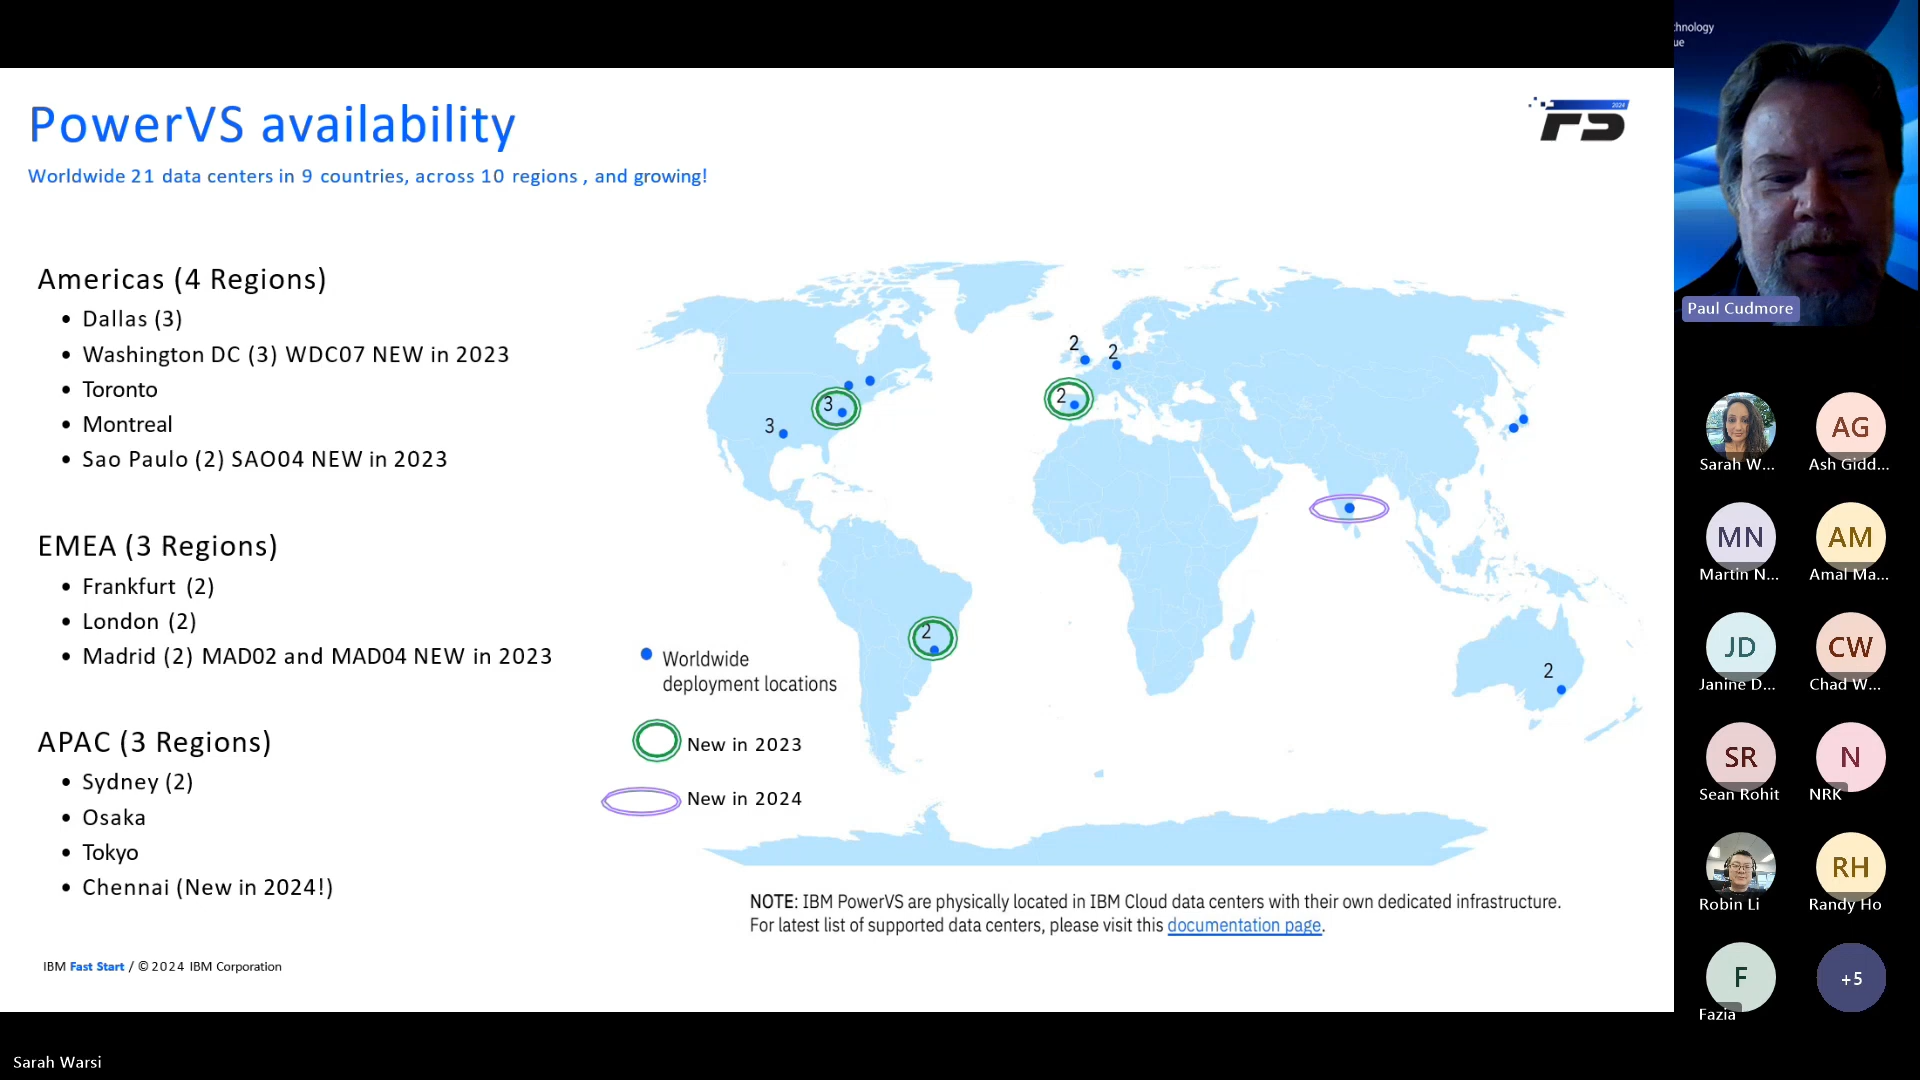 PowerVS availability
Worldwide 21 data centers in 9 countries, across 10 regions , and growing!
2024
FS
Americas (4 Regions)
• Dallas (3)
• Washington DC (3) WDC07 NEW in 2023
• Toronto
• Montreal
• Sao Paulo (2) SAO04 NEW in 2023
EMEA (3 Regions)
• Frankfurt (2)
• London (2)
• Madrid (2) MAD02 and MAD04 NEW in 2023
APAC (3 Regions)
• Sydney (2)
• Osaka
• Tokyo
• Chennai (New in 2024!)
2
2
2
3
3
2
2
Worldwide
deployment locations
New in 2023
New in 2024
NOTE: IBM PowerVS are physically located in IBM Cloud data centers with their own dedicated infrastructure.
For latest list of supported data centers, please visit this documentation page.
IBM Fast Start / © 2024 IBM Corporation
hnology
ue
Paul Cudmore
Sarah W...
AG
Ash Gidd...
MN
Martin N...
AM
Amal Ma...
JD
Janine D...
CW
Chad W...
SR
Sean Rohit
N
NRK
Robin Li
RH
Randy Ho
F
Fazia
+5
Sarah Warsi